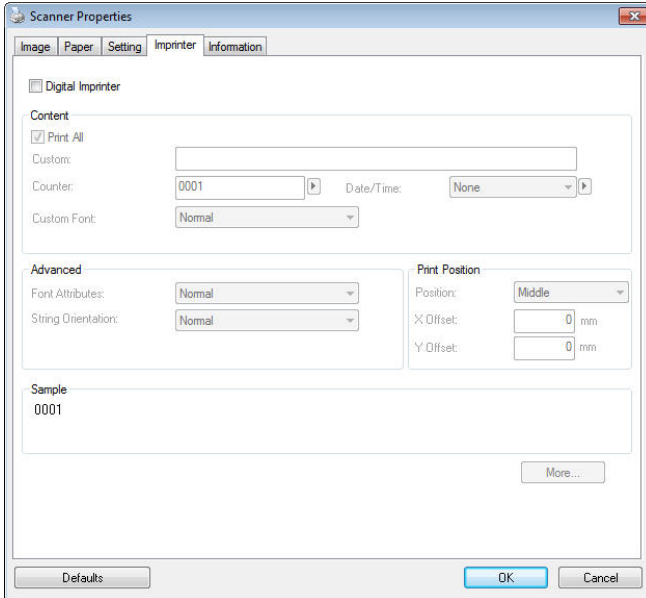 Scanner Properties
Image Paper Setting Imprinter Information
Digital Imprinter
Content
Print All
Custom:
Counter: 0001 Date/Time: None
Custom Font: Normal
Advanced
Font Attributes: Normal
String Orientation: Normal
Print Position
Position: Middle
X Offset: 0 mm
Y Offset: 0 mm
Sample
0001
More...
Defaults OK Cancel